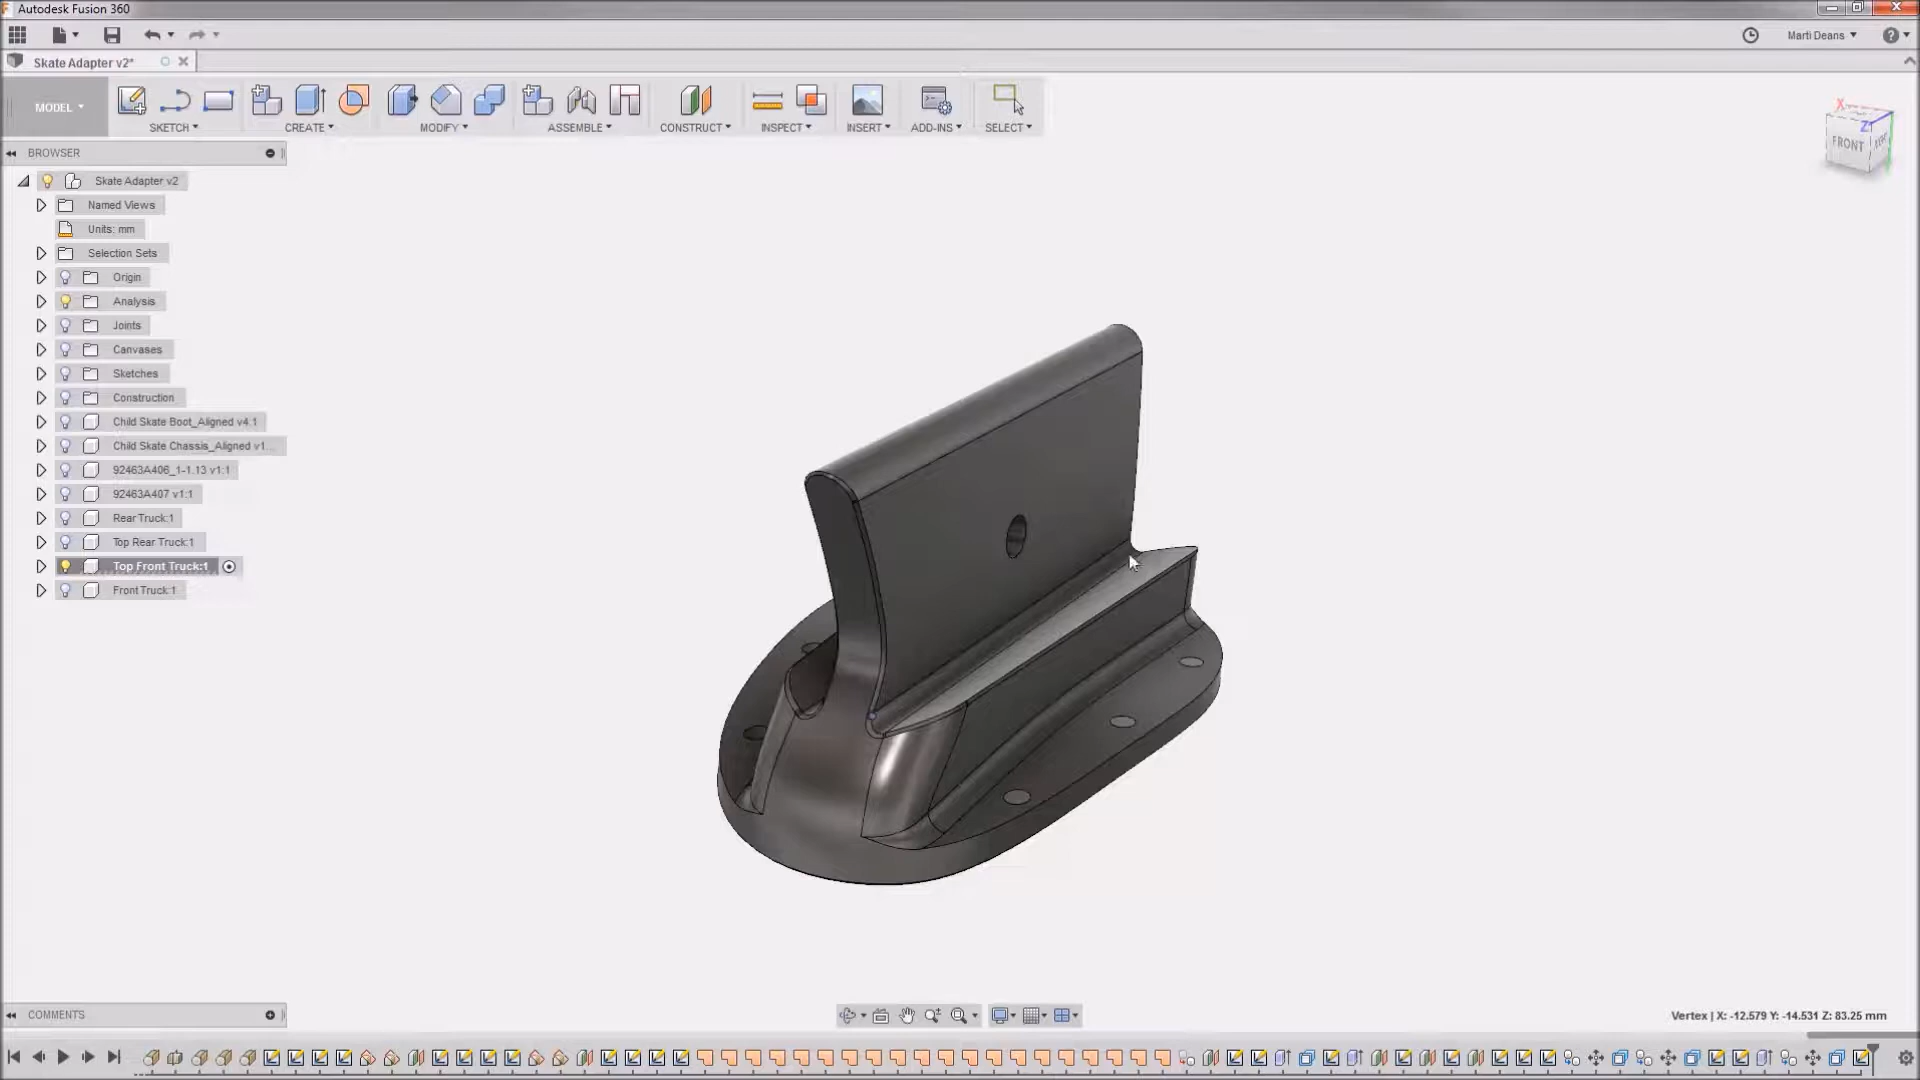 Autodesk Fusion 360
Marti Deans
Skate Adapter v2*
MODEL
SKETCH
CREATE
MODIFY
ASSEMBLE
CONSTRUCT
INSPECT
INSERT
ADD-INS
SELECT
BROWSER
Skate Adapter v2
Named Views
Units: mm
Selection Sets
Origin
Analysis
Joints
Canvases
Sketches
Construction
Child Skate Boot_Aligned v4:1
Child Skate Chassis_Aligned v1...
92463A406_1-1.13 v1:1
92463A407 v1:1
Rear Truck:1
Top Rear Truck:1
Top Front Truck:1
Front Truck:1
X
Z
FRONT
COMMENTS
Vertex | X: -12.579 Y: -14.531 Z: 83.25 mm